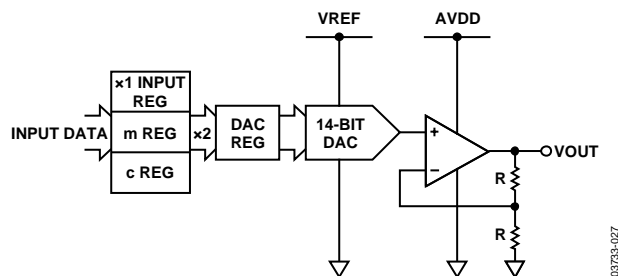 VREF
AVDD
×1 INPUT
REG
INPUT DATA
m REG
×2
DAC
REG
14-BIT
DAC
+
−
VOUT
R
c REG
R
03733-027